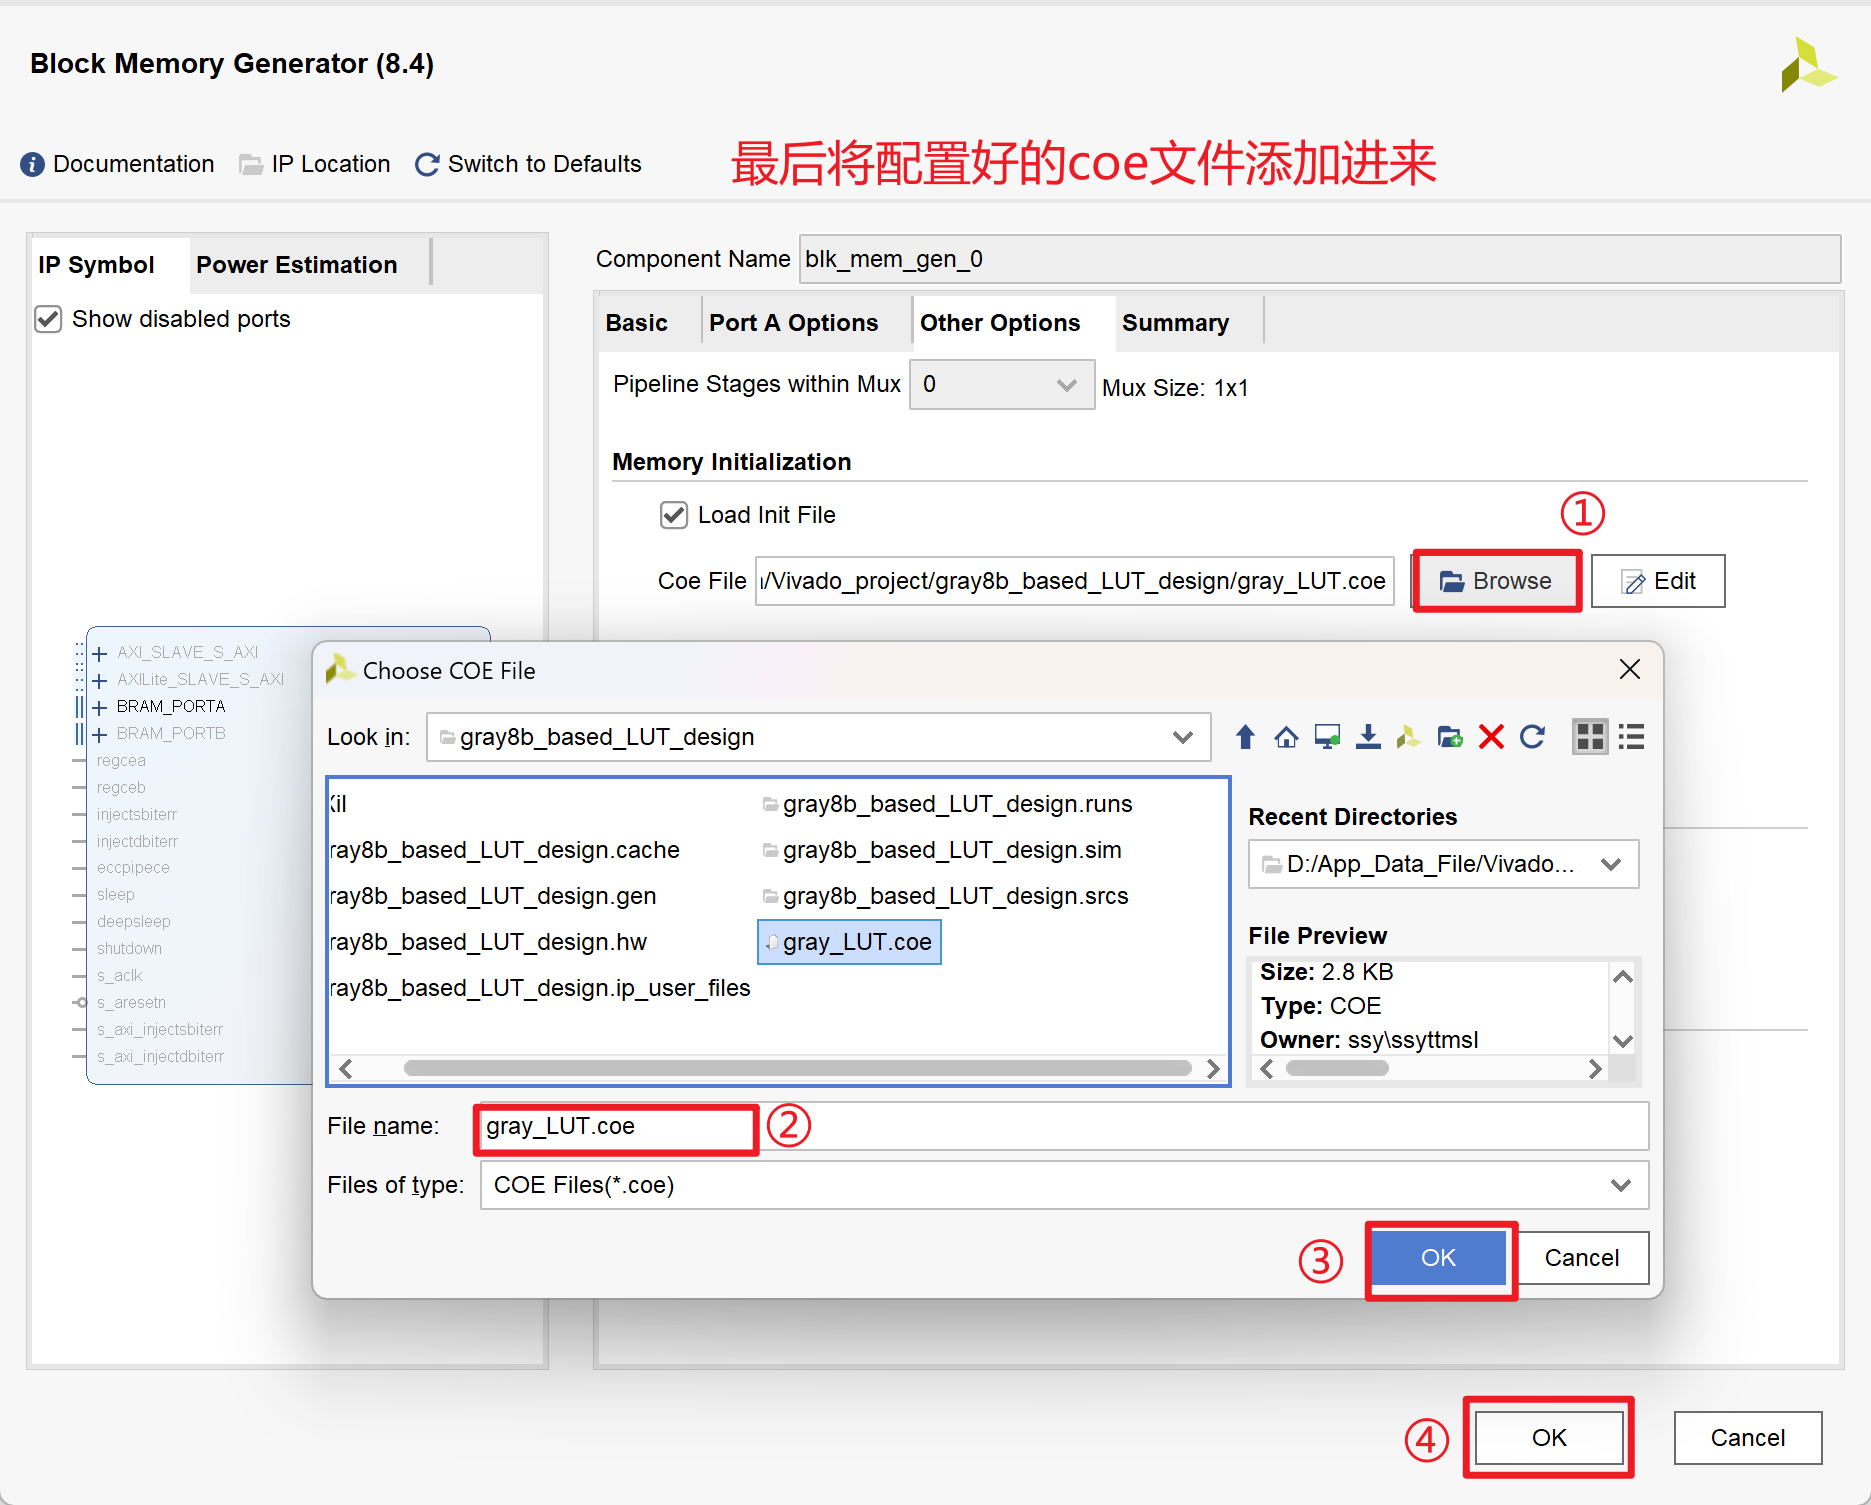 Block Memory Generator (8.4)
Documentation IP Location Switch to Defaults
最后将配置好的coe文件添加进来
IP Symbol Power Estimation
Show disabled ports
AXI_SLAVE_S_AXI
AXILite_SLAVE_S_AXI
BRAM_PORTA
BRAM_PORTB
regcea
regceb
injectsbiterr
injectdbiterr
eccpipece
sleep
deepsleep
shutdown
s_aclk
s_aresetn
s_axi_injectsbiterr
s_axi_injectdbiterr
Component Name blk_mem_gen_0
Basic Port A Options Other Options Summary
Pipeline Stages within Mux 0 Mux Size: 1x1
Memory Initialization
Load Init File
①
Coe File /Vivado_project/gray8b_based_LUT_design/gray_LUT.coe Browse Edit
Choose COE File
Look in: gray8b_based_LUT_design
il gray8b_based_LUT_design.runs
ray8b_based_LUT_design.cache gray8b_based_LUT_design.sim
ray8b_based_LUT_design.gen gray8b_based_LUT_design.srcs
ray8b_based_LUT_design.hw gray_LUT.coe
ray8b_based_LUT_design.ip_user_files
Recent Directories
D:/App_Data_File/Vivado...
File Preview
Size: 2.8 KB
Type: COE
Owner: ssy\ssyttmsl
File name: gray_LUT.coe ②
Files of type: COE Files(*.coe)
③ OK Cancel
④ OK Cancel